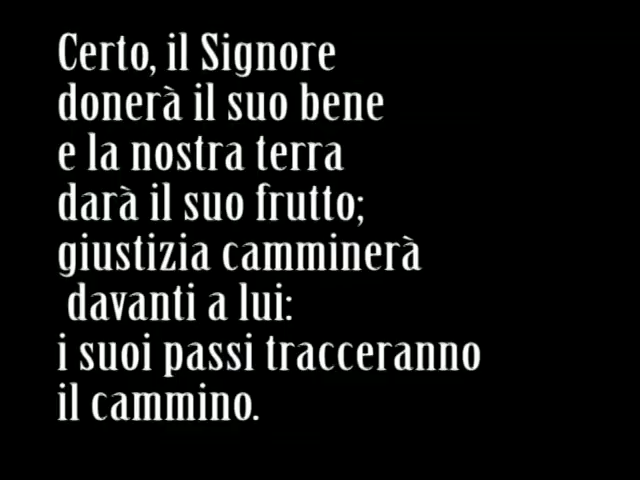 Certo, il Signore
donerà il suo bene
e la nostra terra
darà il suo frutto;
giustizia camminerà
davanti a lui:
i suoi passi tracceranno
il cammino.